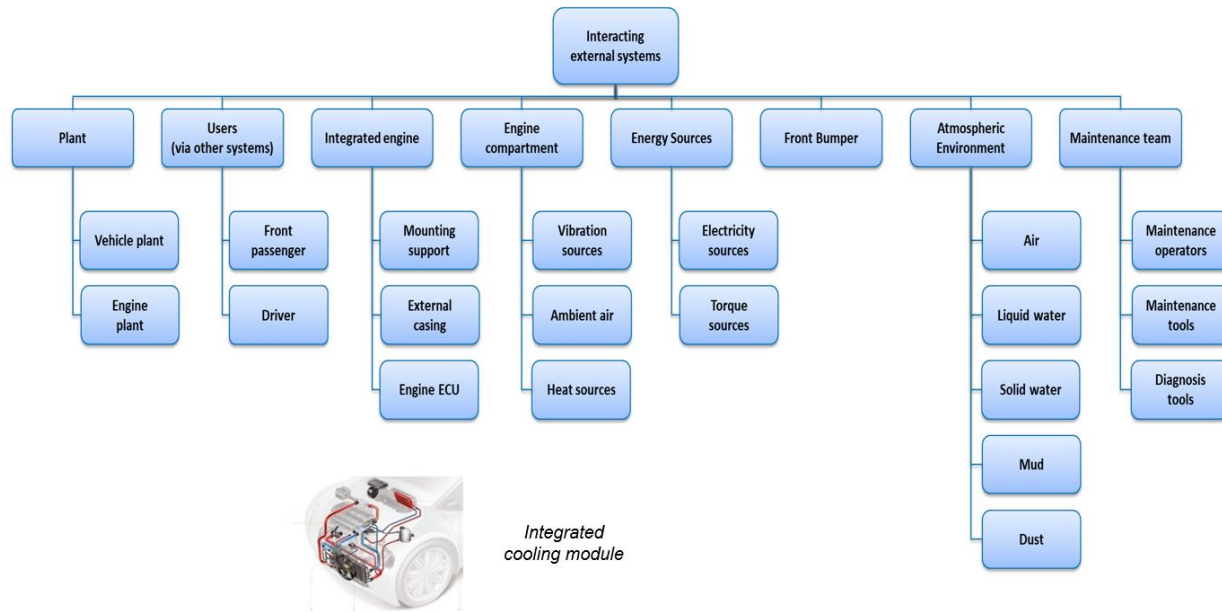 Interacting
external systems
Plant
Users
(via other systems)
Integrated engine
Engine
compartment
Energy Sources
Front Bumper
Atmospheric
Environment
Maintenance team
Vehicle plant
Engine
plant
Front
passenger
Driver
Mounting
support
External
casing
Engine ECU
Vibration
sources
Ambient air
Heat sources
Electricity
sources
Torque
sources
Air
Liquid water
Solid water
Mud
Dust
Maintenance
operators
Maintenance
tools
Diagnosis
tools
Integrated
cooling module